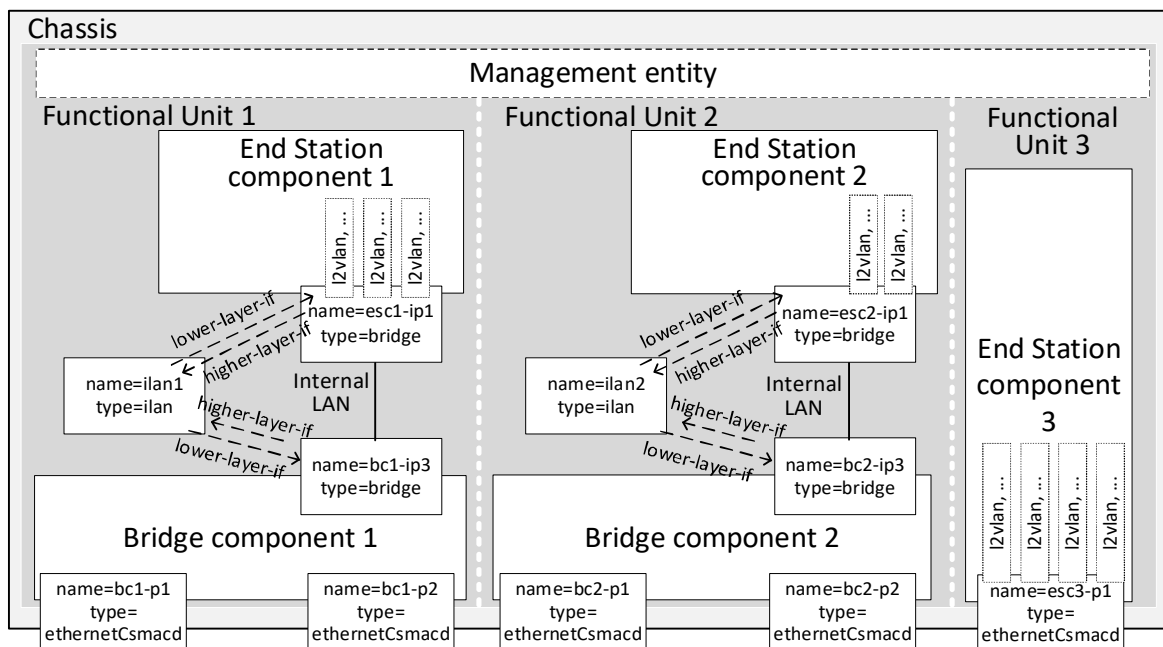 Chassis
Management entity
Functional Unit 1
End Station
component 1
l2vlan, ...
l2vlan, ...
l2vlan, ...
name=esc1-ip1
type=bridge
lower-layer-if
higher-layer-if
name=ilan1
type=ilan
Internal
LAN
higher-layer-if
lower-layer-if
name=bc1-ip3
type=bridge
Bridge component 1
name=bc1-p1
type=
ethernetCsmacd
name=bc1-p2
type=
ethernetCsmacd
Functional Unit 2
End Station
component 2
l2vlan, ...
l2vlan, ...
name=esc2-ip1
type=bridge
lower-layer-if
higher-layer-if
name=ilan2
type=ilan
Internal
LAN
higher-layer-if
lower-layer-if
name=bc2-ip3
type=bridge
Bridge component 2
name=bc2-p1
type=
ethernetCsmacd
name=bc2-p2
type=
ethernetCsmacd
Functional
Unit 3
End Station
component
3
l2vlan, ...
l2vlan, ...
l2vlan, ...
l2vlan, ...
name=esc3-p1
type=
ethernetCsmacd